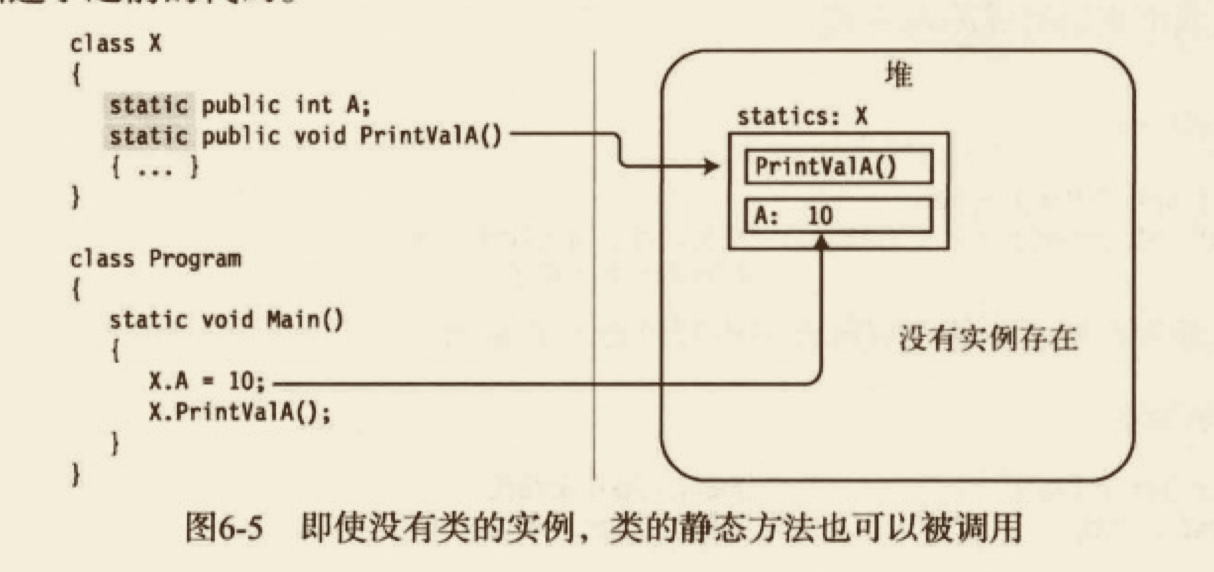 class X
{
static public int A;
static public void PrintValA()
{ ... }
}
class Program
{
static void Main()
{
X.A = 10;
X.PrintValA();
}
}
堆
statics: X
PrintValA()
A: 10
没有实例存在
图6-5 即使没有类的实例，类的静态方法也可以被调用